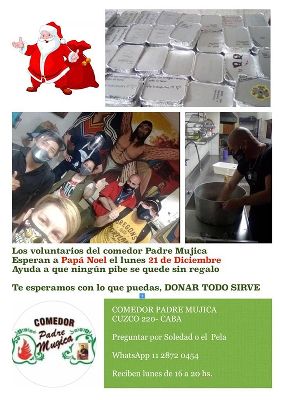 Los voluntarios del comedor Padre Mujica
Esperan a Papá Noel el lunes 21 de Diciembre
Ayuda a que ningún pibe se quede sin regalo
Te esperamos con lo que puedas, DONAR TODO SIRVE
COMEDOR
Padre
Mugica
COMEDOR PADRE MUJICA
CUZCO 220- CABA
Preguntar por Soledad o el Pela
WhatsApp 11 2872 0454
Reciben lunes de 16 a 20 hs.